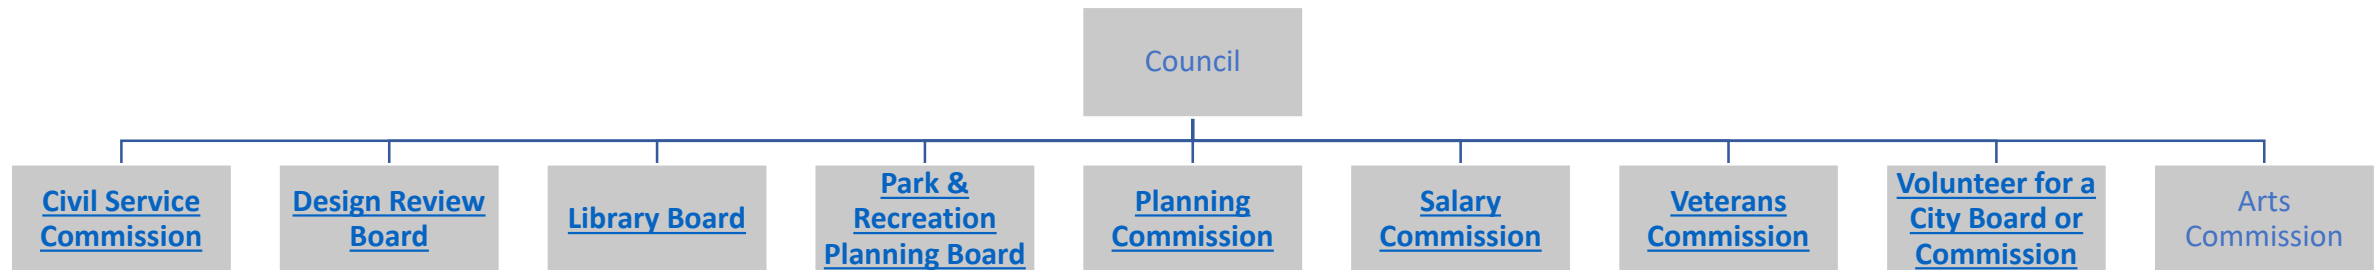 Council
Civil Service
Commission
Design Review
Board
Library Board
Park &
Recreation
Planning Board
Planning
Commission
Salary
Commission
Veterans
Commission
Volunteer for a
City Board or
Commission
Arts
Commission